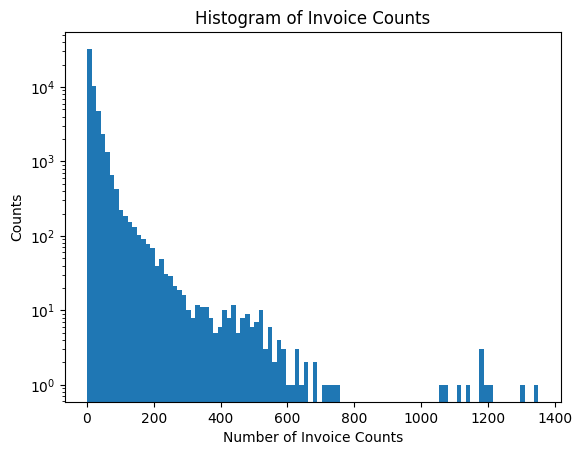 Histogram of Invoice Counts
Counts
10^4
10^3
10^2
10^1
10^0
0 200 400 600 800 1000 1200 1400
Number of Invoice Counts